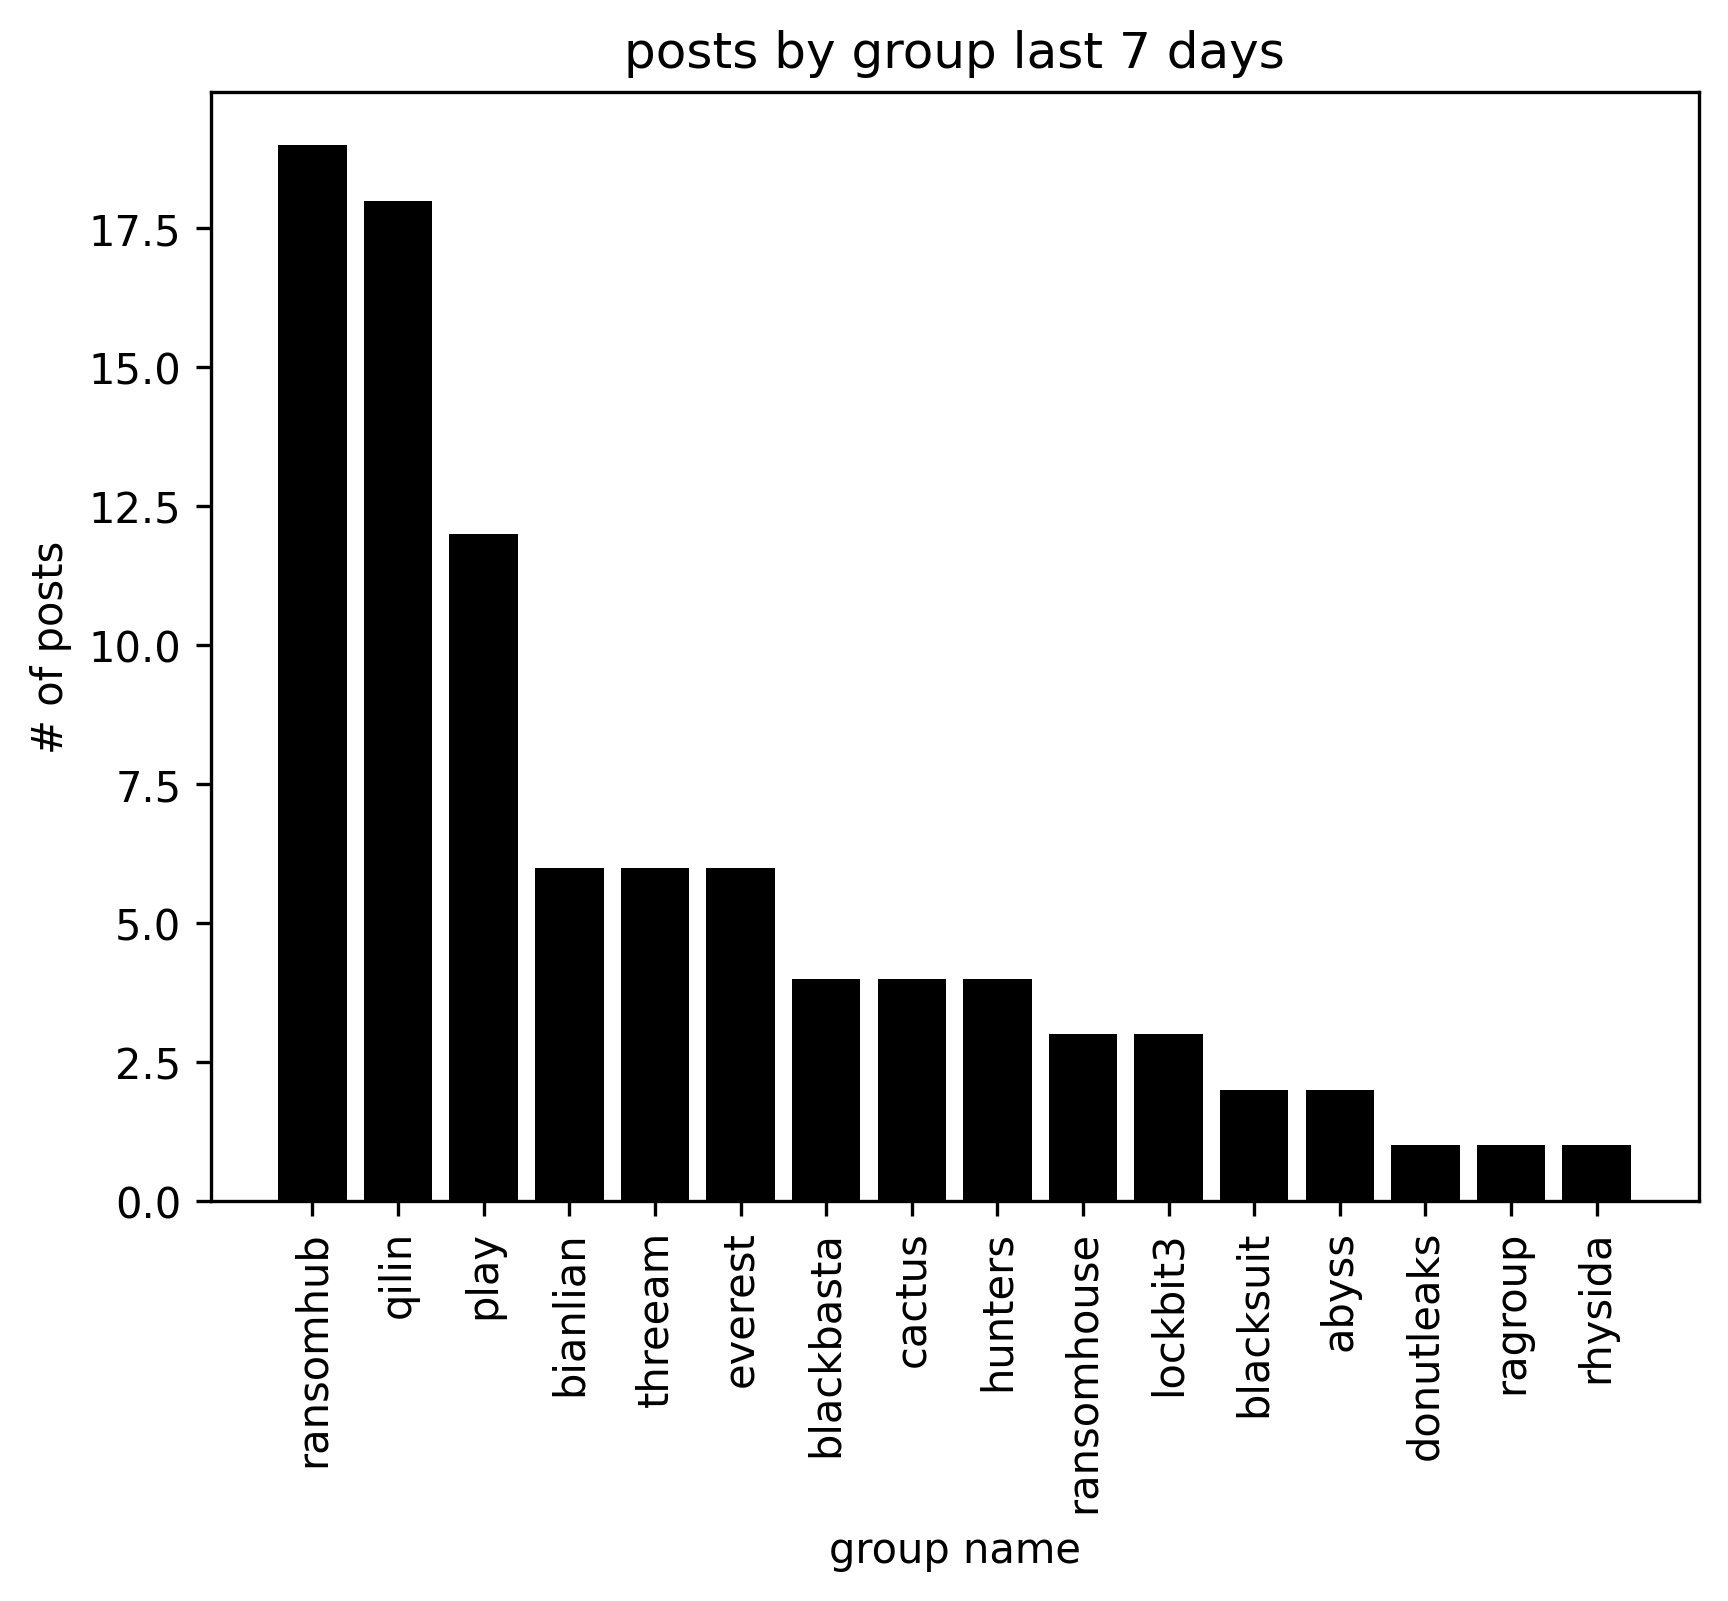 posts by group last 7 days
# of posts
17.5
15.0
12.5
10.0
7.5
5.0
2.5
0.0
ransomhub
qilin
play
bianlian
threeam
everest
blackbasta
cactus
hunters
ransomhouse
lockbit3
blacksuit
abyss
donutleaks
ragroup
rhysida
group name